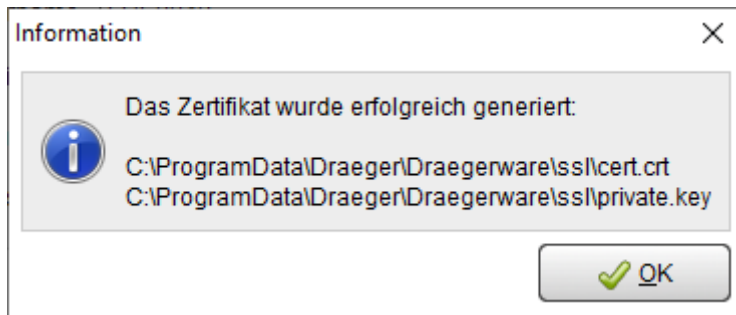 Information
Das Zertifikat wurde erfolgreich generiert:
C:\ProgramData\Draeger\Draegerware\ssl\cert.crt
C:\ProgramData\Draeger\Draegerware\ssl\private.key
OK